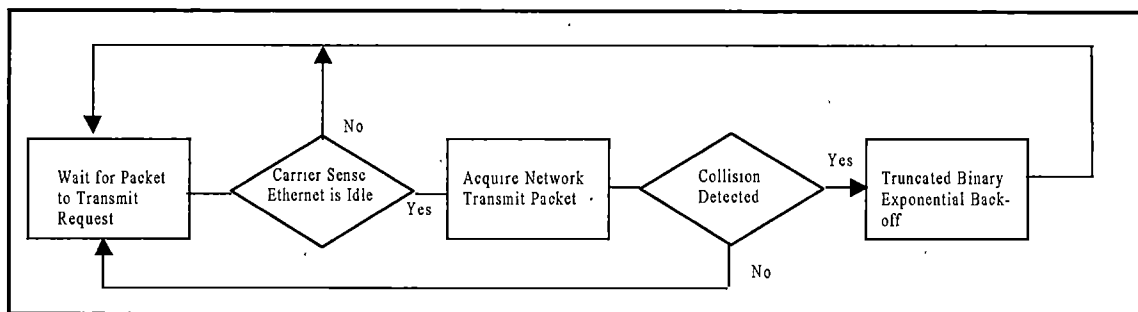 No
Wait for Packet
to Transmit
Request
Carrier Sense
Ethernet is Idle
Yes
Acquire Network
Transmit Packet
Collision
Detected
Yes
Truncated Binary
Exponential Back-
off
No